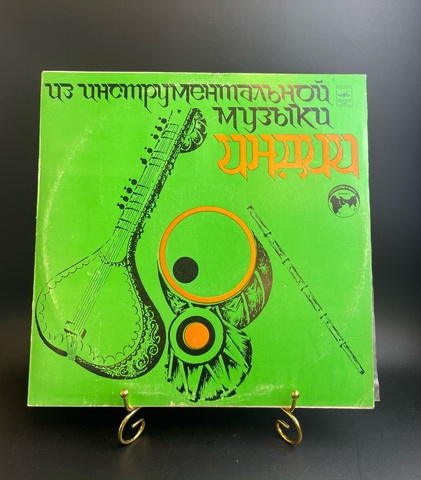 из инструментальной
музыки
индии